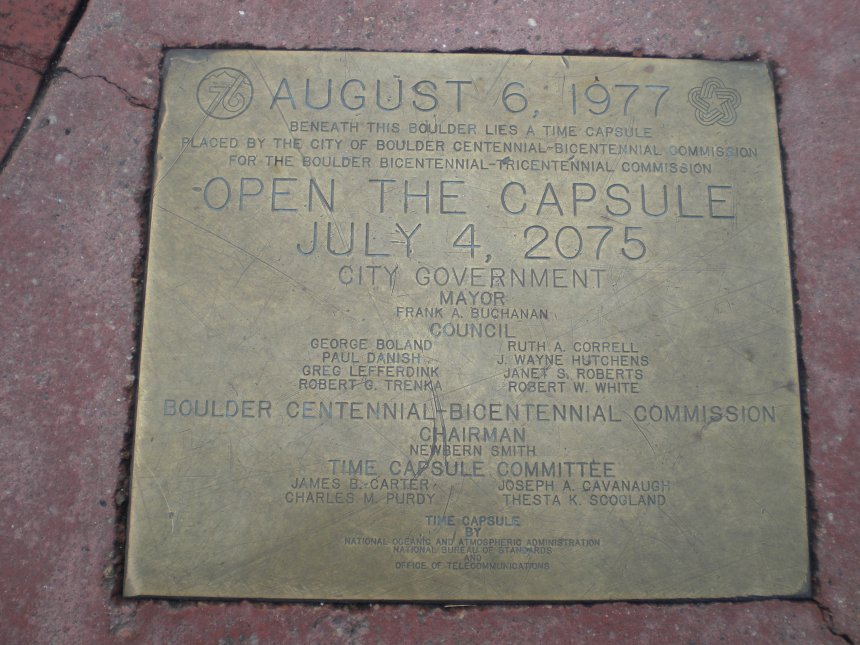 76 AUGUST 6, 1977
BENEATH THIS BOULDER LIES A TIME CAPSULE
PLACED BY THE CITY OF BOULDER CENTENNIAL-BICENTENNIAL COMMISSION
FOR THE BOULDER BICENTENNIAL-TRICENTENNIAL COMMISSION
OPEN THE CAPSULE
JULY 4, 2075
CITY GOVERNMENT
MAYOR
FRANK A. BUCHANAN
COUNCIL
GEORGE BOLAND RUTH A. CORRELL
PAUL DANISH J. WAYNE HUTCHENS
GREG LEFFERDINK JANET S. ROBERTS
ROBERT G. TRENKA ROBERT W. WHITE
BOULDER CENTENNIAL-BICENTENNIAL COMMISSION
CHAIRMAN
NEWBERN SMITH
TIME CAPSULE COMMITTEE
JAMES B. CARTER JOSEPH A. CAVANAUGH
CHARLES M. PURDY THESTA K. SCOGLAND
TIME CAPSULE
BY
NATIONAL OCEANIC AND ATMOSPHERIC ADMINISTRATION
NATIONAL BUREAU OF STANDARDS
AND
OFFICE OF TELECOMMUNICATIONS